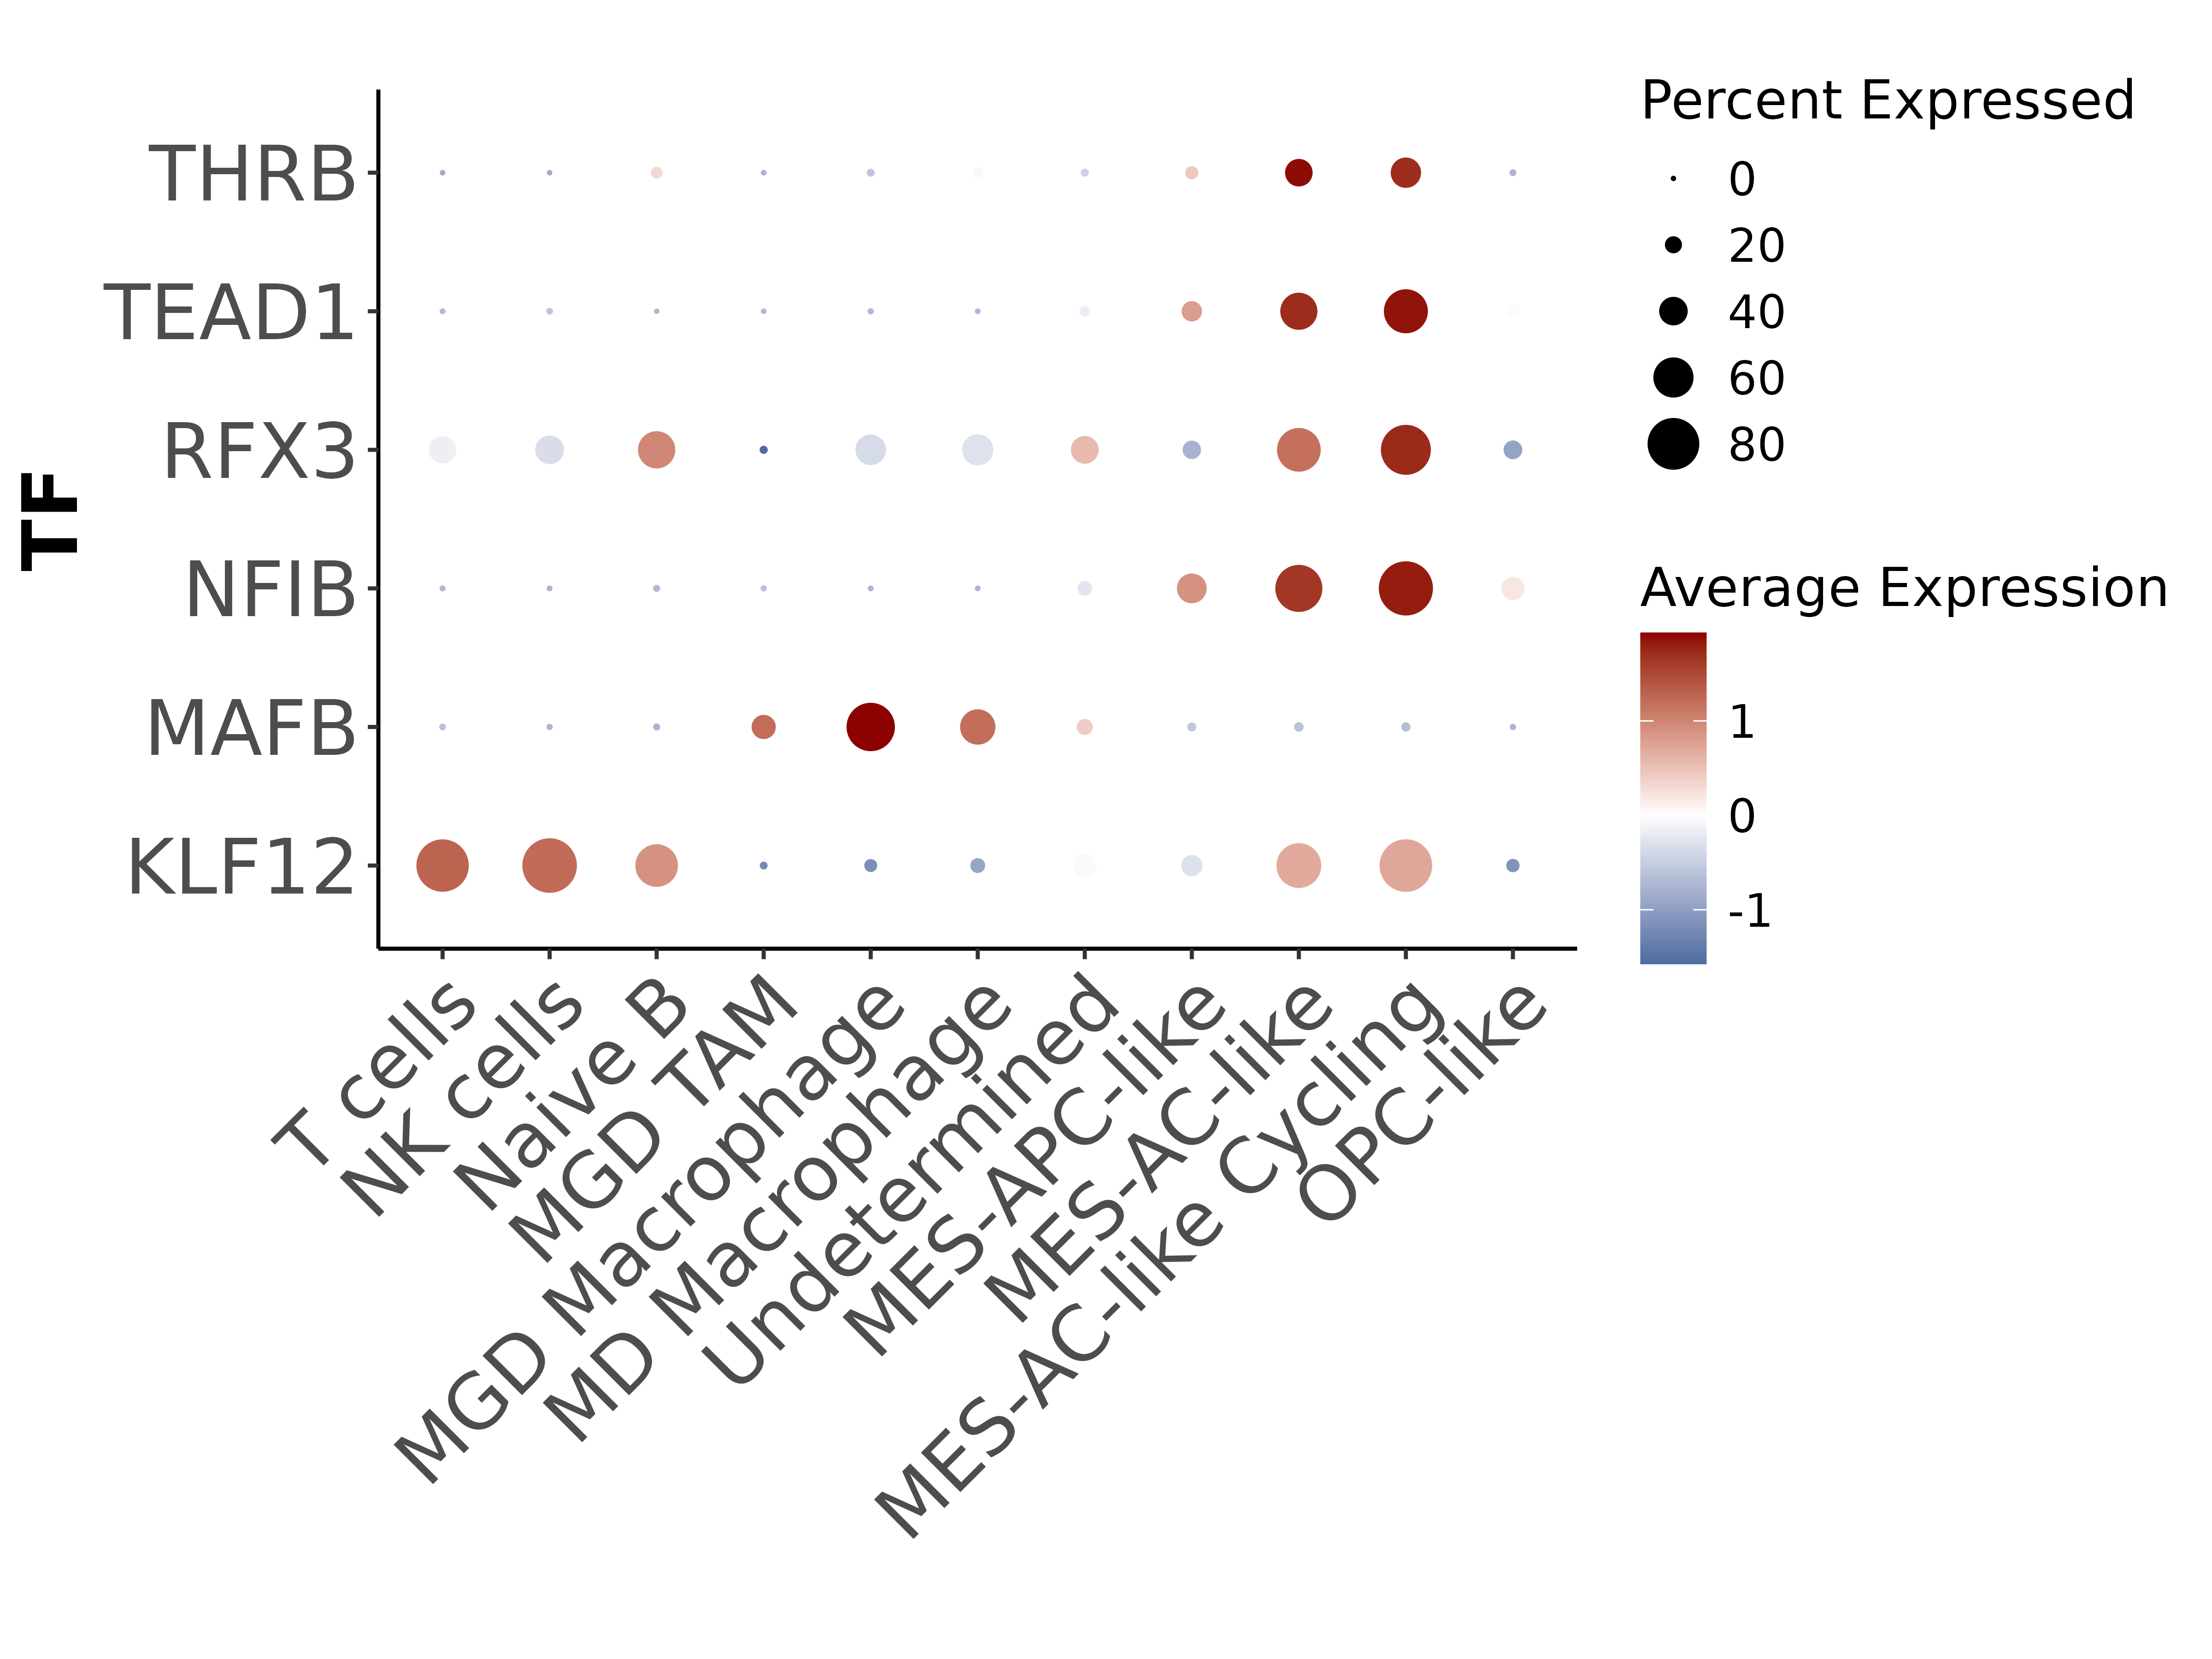 TF
THRB
TEAD1
RFX3
NFIB
MAFB
KLF12
T cells
NK cells
Naive B
MGD TAM
MGD Macrophage
MD Macrophage
Undetermined
MES-APC-like
MES-AC-like
MES-AC-like Cycling
OPC-like
Percent Expressed
0
20
40
60
80
Average Expression
1
0
-1